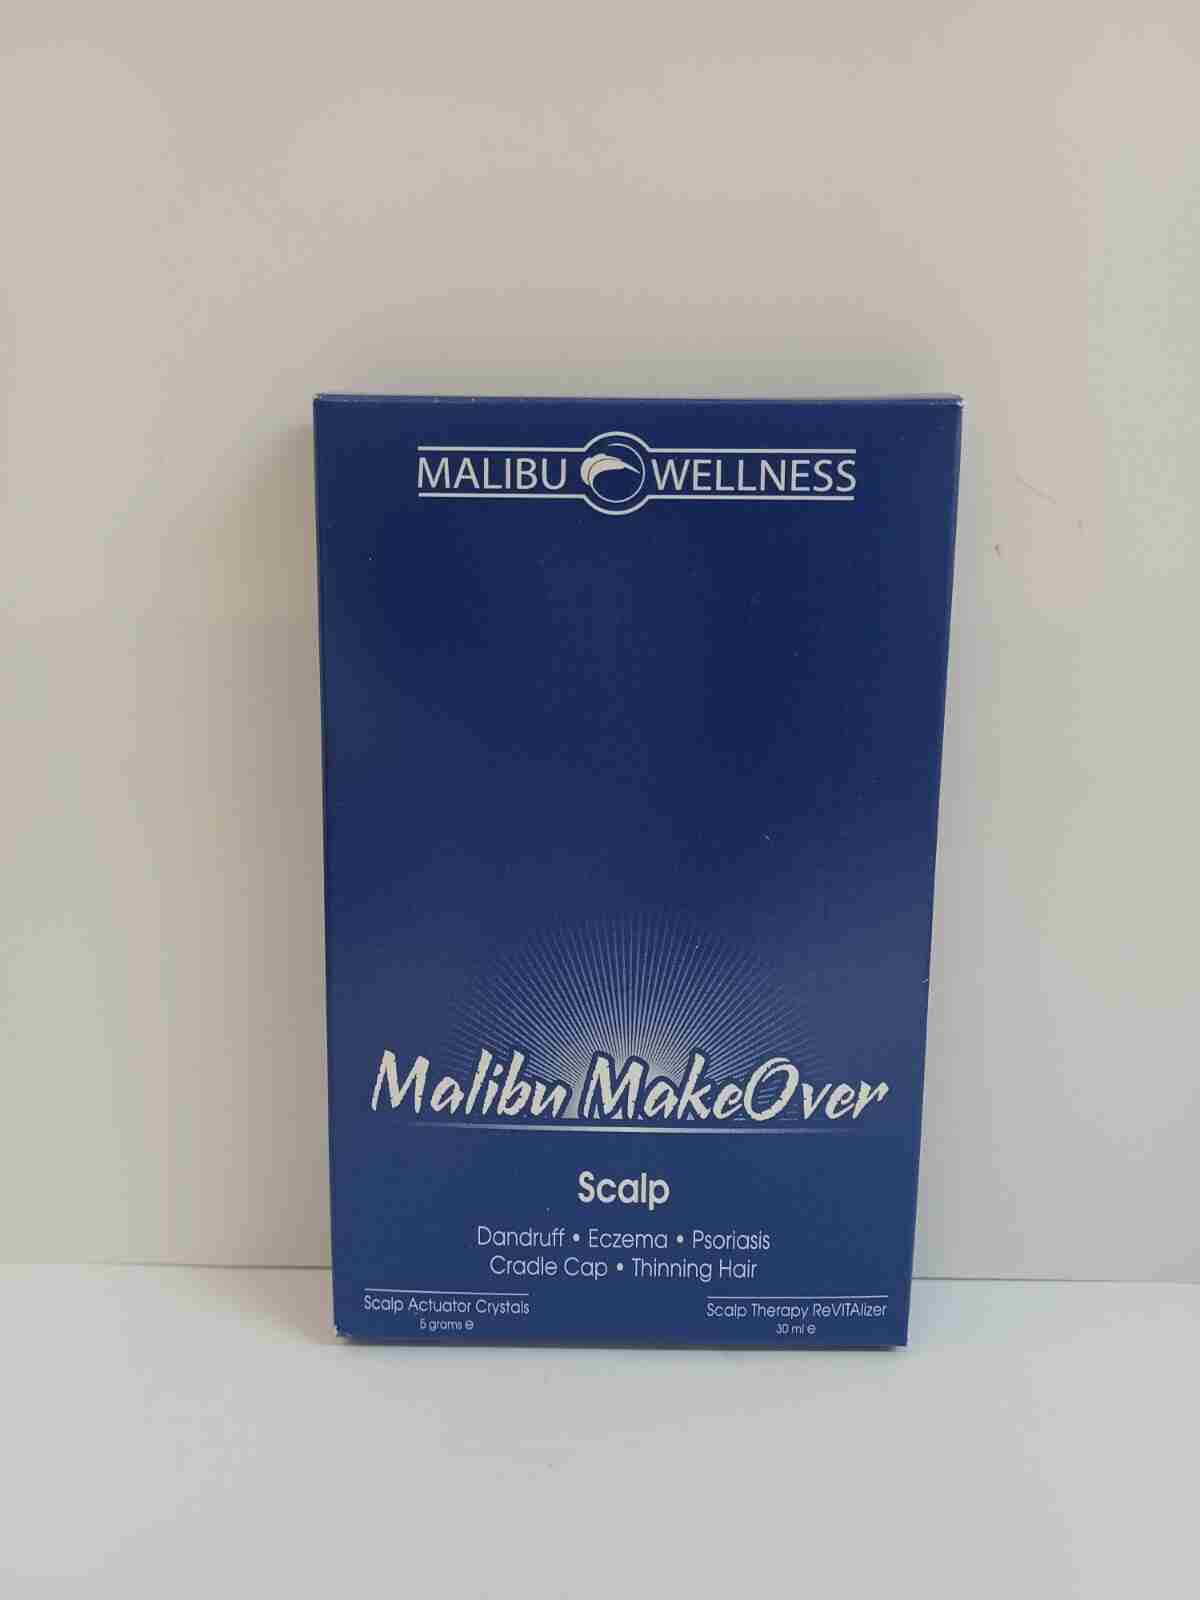 MALIBU WELLNESS
Malibu MakeOver
Scalp
Dandruff • Eczema • Psoriasis
Cradle Cap • Thinning Hair
Scalp Actuator Crystals
5 grams ℮
Scalp Therapy ReVITAlizer
30 ml ℮